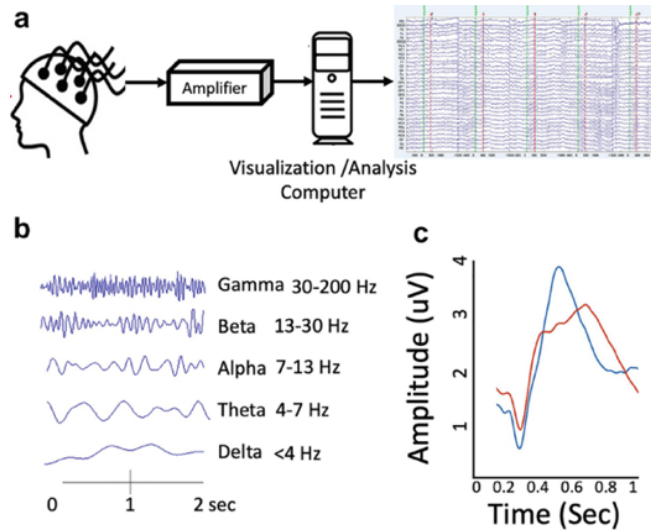 a
Amplifier
Visualization /Analysis
Computer
b
Gamma 30-200 Hz
Beta 13-30 Hz
Alpha 7-13 Hz
Theta 4-7 Hz
Delta <4 Hz
0 1 2 sec
c
Amplitude (uV)
4
3
2
1
0 0.2 0.4 0.6 0.8 1
Time (Sec)